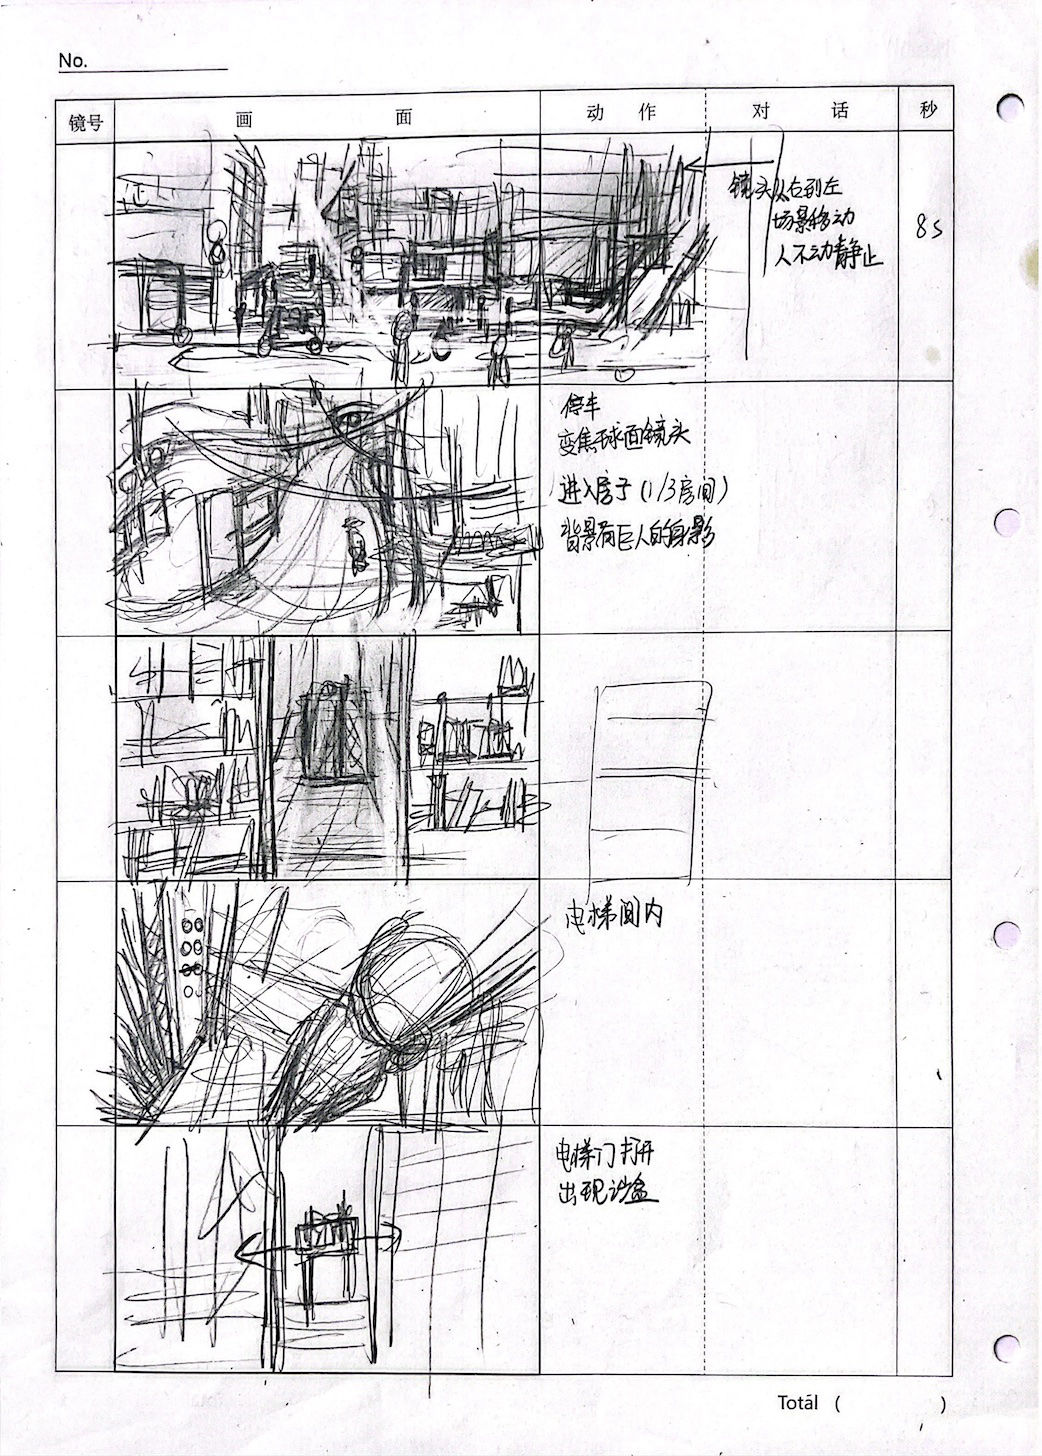 No.
镜号 画 面 动 作 对 话 秒
镜头从右到左
场景移动
人不动静止
8s
停车
变焦球面镜头
进入房子(1/3房间)
背景有巨人的身影
电梯间内
电梯门打开
出现沙盒
Total ( )